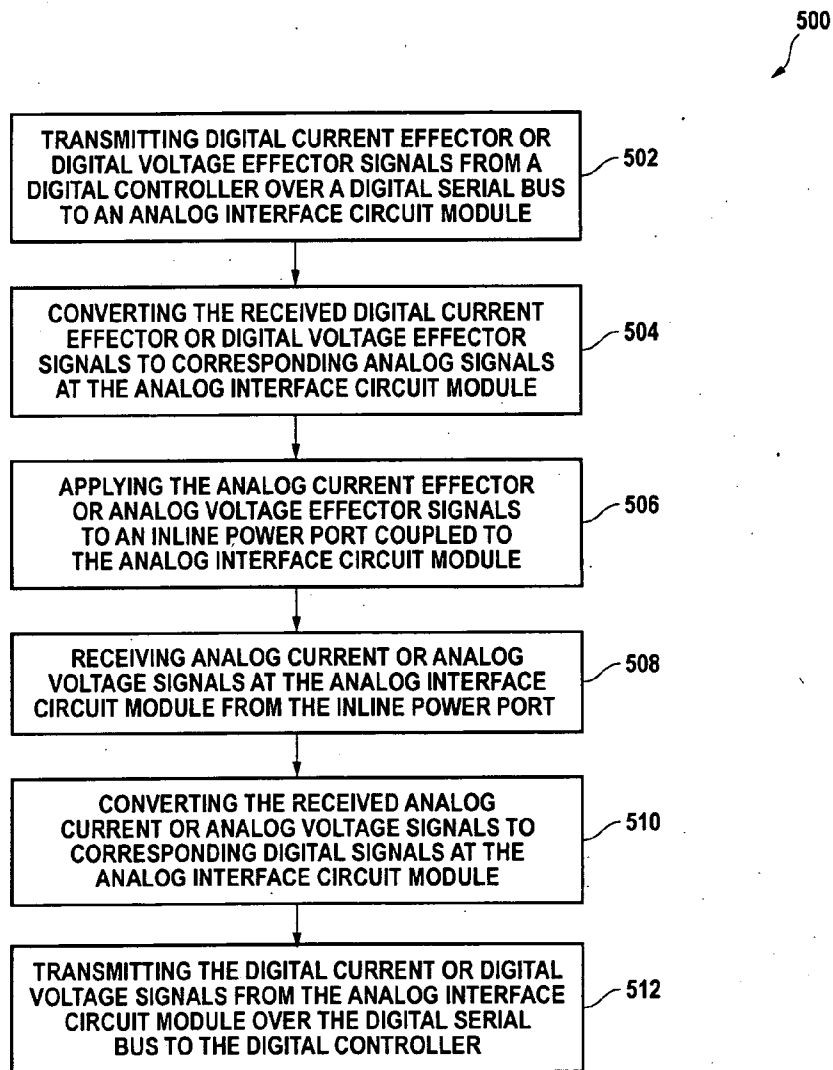 500
TRANSMITTING DIGITAL CURRENT EFFECTOR OR
DIGITAL VOLTAGE EFFECTOR SIGNALS FROM A
DIGITAL CONTROLLER OVER A DIGITAL SERIAL BUS
TO AN ANALOG INTERFACE CIRCUIT MODULE
502
CONVERTING THE RECEIVED DIGITAL CURRENT
EFFECTOR OR DIGITAL VOLTAGE EFFECTOR
SIGNALS TO CORRESPONDING ANALOG SIGNALS
AT THE ANALOG INTERFACE CIRCUIT MODULE
504
APPLYING THE ANALOG CURRENT EFFECTOR
OR ANALOG VOLTAGE EFFECTOR SIGNALS
TO AN INLINE POWER PORT COUPLED TO
THE ANALOG INTERFACE CIRCUIT MODULE
506
RECEIVING ANALOG CURRENT OR ANALOG
VOLTAGE SIGNALS AT THE ANALOG INTERFACE
CIRCUIT MODULE FROM THE INLINE POWER PORT
508
CONVERTING THE RECEIVED ANALOG
CURRENT OR ANALOG VOLTAGE SIGNALS TO
CORRESPONDING DIGITAL SIGNALS AT THE
ANALOG INTERFACE CIRCUIT MODULE
510
TRANSMITTING THE DIGITAL CURRENT OR DIGITAL
VOLTAGE SIGNALS FROM THE ANALOG INTERFACE
CIRCUIT MODULE OVER THE DIGITAL SERIAL
BUS TO THE DIGITAL CONTROLLER
512